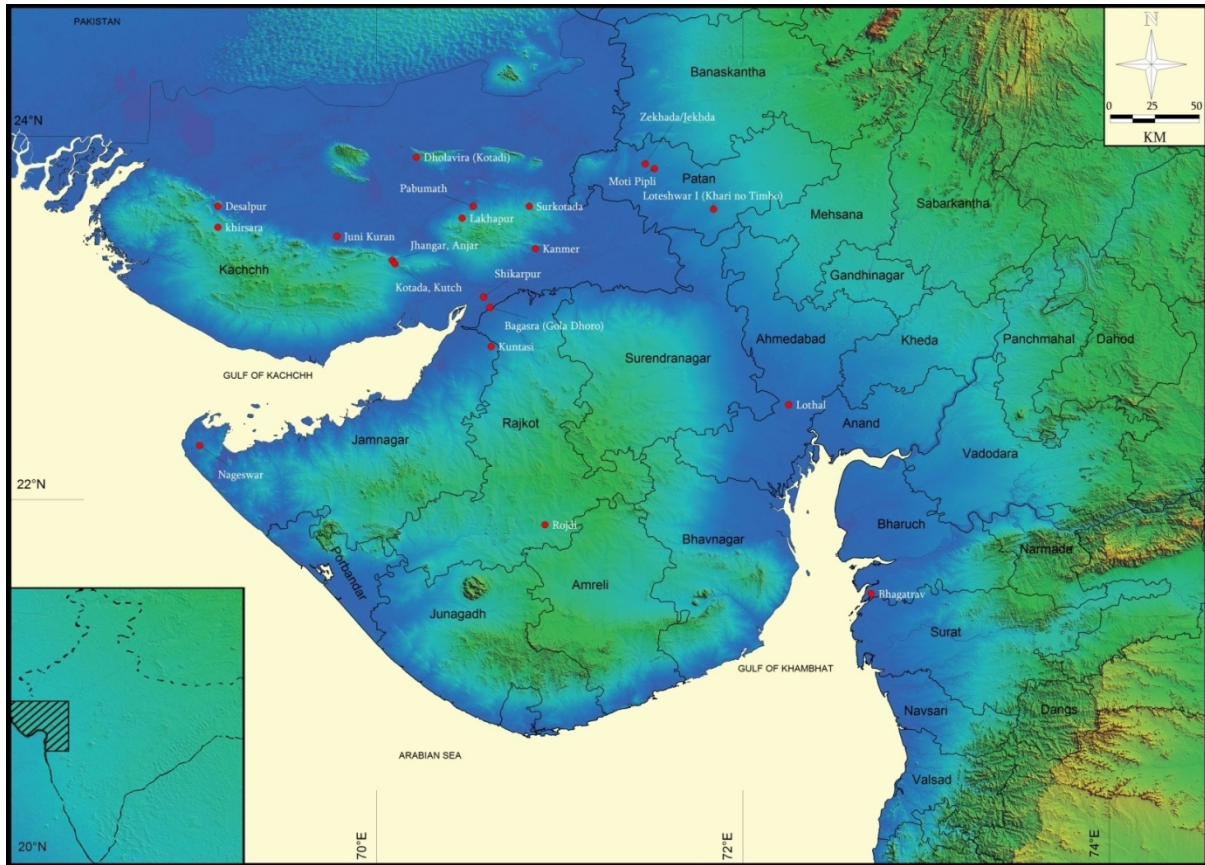 PAKISTAN
N
Banaskantha
0 25 50
KM
24°N
Zekhada/Jekhda
Dholavira (Kotadi)
Moti Pipli
Patan
Pabumath
Loteshwar I (Khari no Timbo)
Sabarkantha
Desalpur
Lakhapur
Surkotada
Mehsana
khirsara
Juni Kuran
Jhangar, Anjar
Kanmer
Kachchh
Shikarpur
Gandhinagar
Kotada, Kutch
Bagasra (Gola Dhoro)
Ahmedabad
Kheda
Panchmahal
Dahod
Kuntasi
Surendranagar
GULF OF KACHCHH
Lothal
Anand
Rajkot
Jamnagar
Vadodara
Nageswar
22°N
Rojdi
Bharuch
Bhavnagar
Narmada
Porbandar
Amreli
Bhagatrav
Junagadh
Surat
GULF OF KHAMBHAT
Navsari
Dangs
ARABIAN SEA
Valsad
70°E
72°E
74°E
20°N